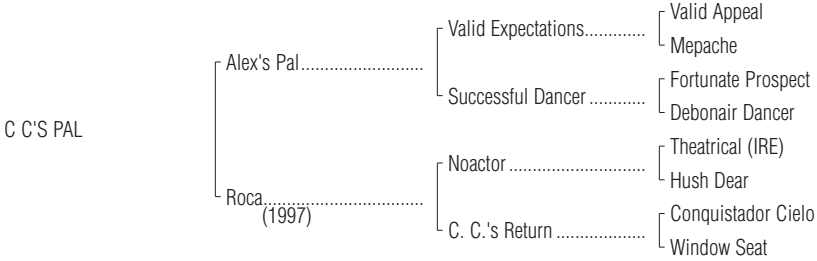 Valid Appeal
Valid Expectations.............
Mepache
Alex's Pal..........................
Fortunate Prospect
Successful Dancer ............
Debonair Dancer
C C'S PAL
Theatrical (IRE)
Noactor .............................
Hush Dear
Roca..................................
(1997)
Conquistador Cielo
C. C.'s Return ...................
Window Seat